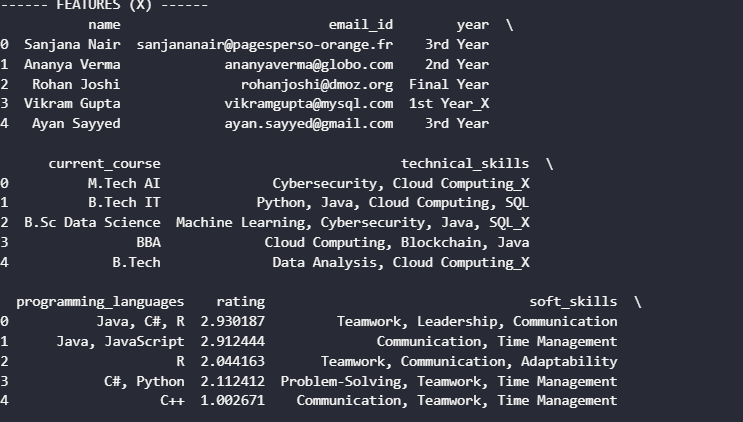 ------ FEATURES (X) ------
name email_id year \
0 Sanjana Nair sanjananair@pagesperso-orange.fr 3rd Year
1 Ananya Verma ananyaverma@globo.com 2nd Year
2 Rohan Joshi rohanjoshi@dmoz.org Final Year
3 Vikram Gupta vikramgupta@mysql.com 1st Year_X
4 Ayan Sayyed ayan.sayyed@gmail.com 3rd Year
current_course technical_skills \
0 M.Tech AI Cybersecurity, Cloud Computing_X
1 B.Tech IT Python, Java, Cloud Computing, SQL
2 B.Sc Data Science Machine Learning, Cybersecurity, Java, SQL_X
3 BBA Cloud Computing, Blockchain, Java
4 B.Tech Data Analysis, Cloud Computing_X
programming_languages rating soft_skills \
0 Java, C#, R 2.930187 Teamwork, Leadership, Communication
1 Java, JavaScript 2.912444 Communication, Time Management
2 R 2.044163 Teamwork, Communication, Adaptability
3 C#, Python 2.112412 Problem-Solving, Teamwork, Time Management
4 C++ 1.002671 Communication, Teamwork, Time Management